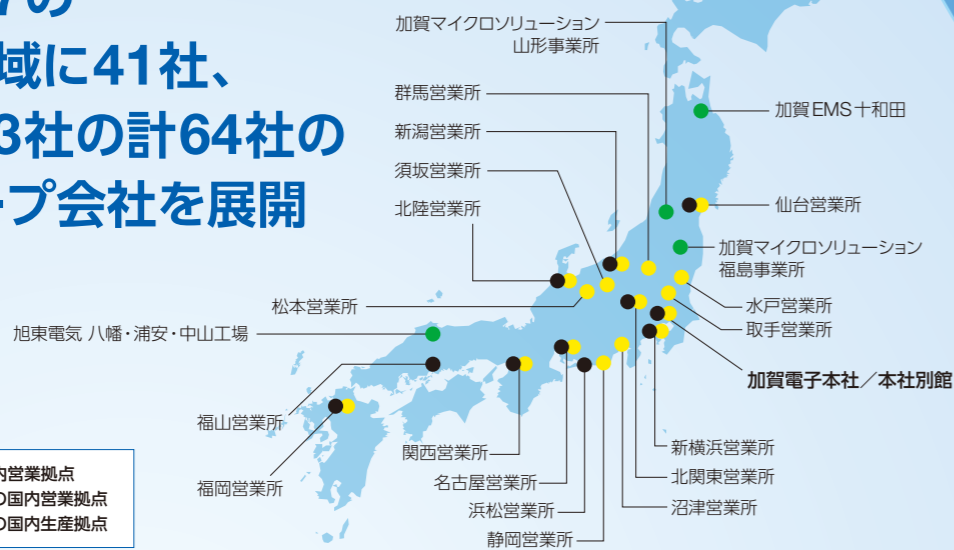 7の
域に41社、
3社の計64社の
ープ会社を展開
加賀マイクロソリューション
山形事業所
群馬営業所
新潟営業所
須坂営業所
北陸営業所
松本営業所
旭東電気 八幡・浦安・中山工場
福山営業所
福岡営業所
関西営業所
名古屋営業所
浜松営業所
静岡営業所
加賀EMS十和田
仙台営業所
加賀マイクロソリューション
福島事業所
水戸営業所
取手営業所
加賀電子本社／本社別館
新横浜営業所
北関東営業所
沼津営業所
内営業拠点
の国内営業拠点
の国内生産拠点